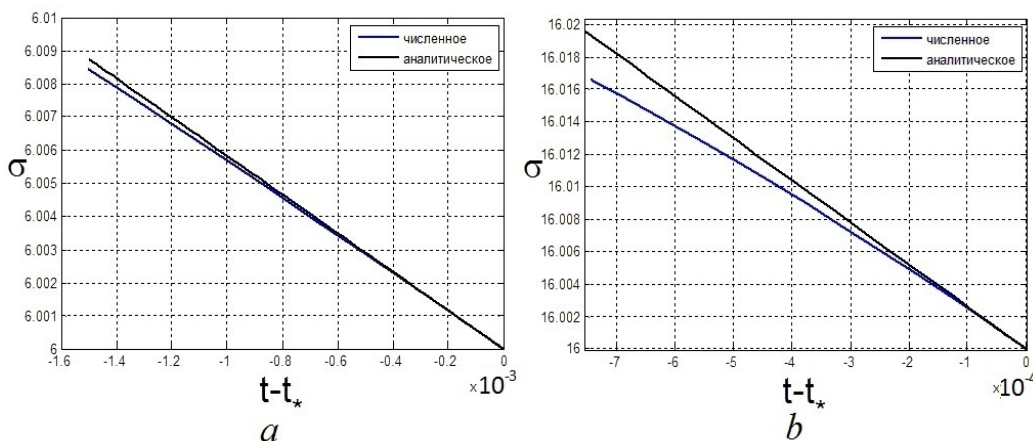 6.01
6.009
6.008
6.007
6.006
6.005
6.004
6.003
6.002
6.001
6
σ
численное
аналитическое
-1.6 -1.4 -1.2 -1 -0.8 -0.6 -0.4 -0.2 0
t-t* ×10⁻³
a
16.02
16.018
16.016
16.014
16.012
16.01
16.008
16.006
16.004
16.002
16
σ
численное
аналитическое
-7 -6 -5 -4 -3 -2 -1 0
t-t* ×10⁻⁴
b